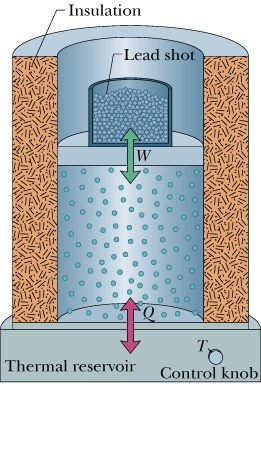 Insulation
Lead shot
W
Q
T
Thermal reservoir
Control knob